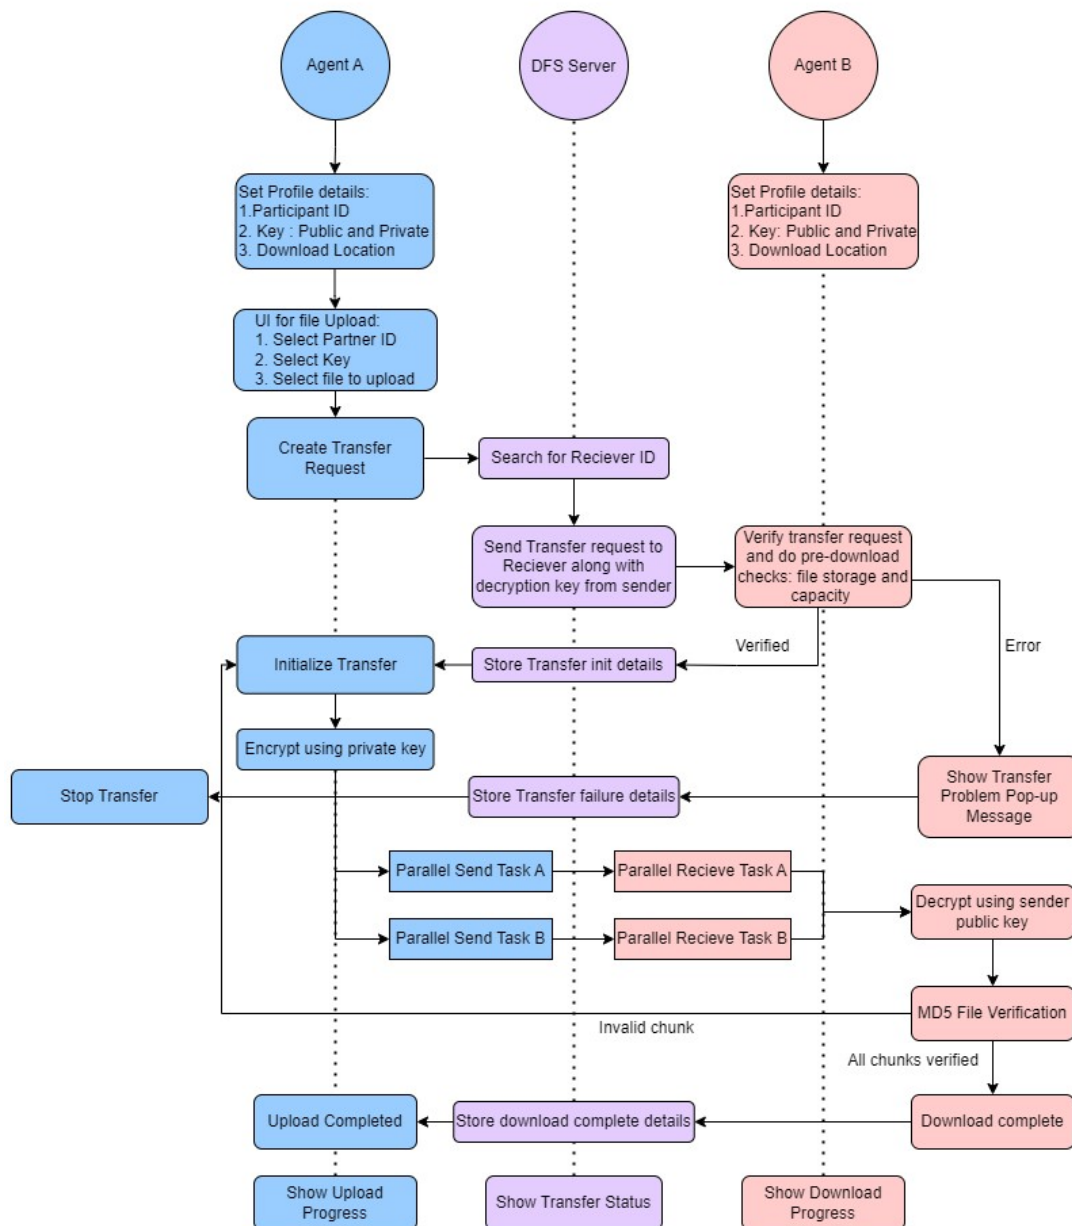 Agent A
DFS Server
Agent B
Set Profile details:
1.Participant ID
2. Key : Public and Private
3. Download Location
Set Profile details:
1.Participant ID
2. Key: Public and Private
3. Download Location
UI for file Upload:
1. Select Partner ID
2. Select Key
3. Select file to upload
Create Transfer
Request
Search for Reciever ID
Send Transfer request to
Reciever along with
decryption key from sender
Verify transfer request
and do pre-download
checks: file storage and
capacity
Verified
Error
Initialize Transfer
Store Transfer init details
Encrypt using private key
Stop Transfer
Store Transfer failure details
Show Transfer
Problem Pop-up
Message
Parallel Send Task A
Parallel Recieve Task A
Decrypt using sender
public key
Parallel Send Task B
Parallel Recieve Task B
MD5 File Verification
Invalid chunk
All chunks verified
Upload Completed
Store download complete details
Download complete
Show Upload
Progress
Show Transfer Status
Show Download
Progress